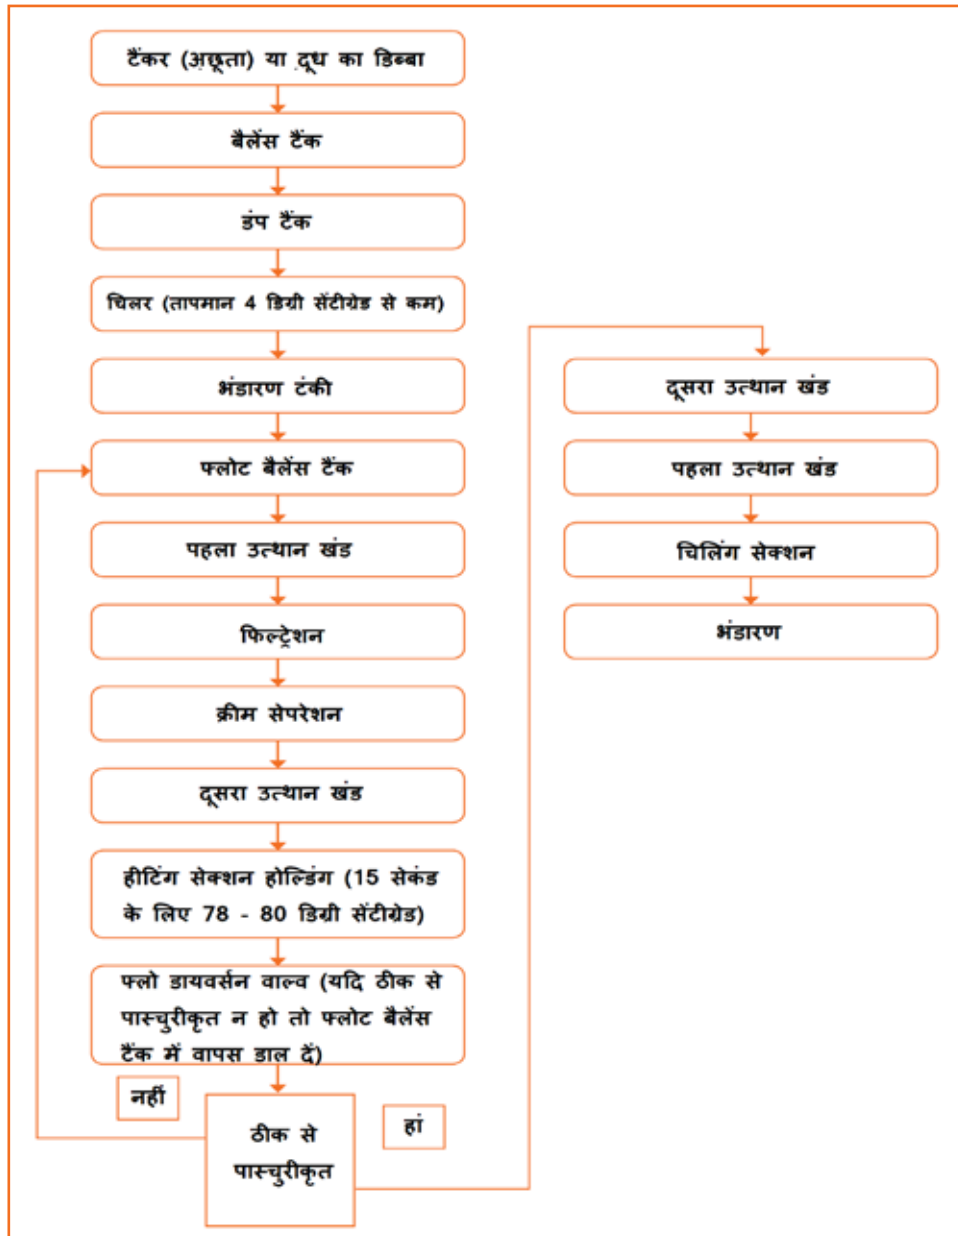 टैंकर (अछूता) या दूध का डिब्बा
बैलेंस टैंक
डंप टैंक
चिलर (तापमान 4 डिग्री सेंटीग्रेड से कम)
भंडारण टंकी
फ्लोट बैलेंस टैंक
पहला उत्थान खंड
फिल्ट्रेशन
क्रीम सेपरेशन
दूसरा उत्थान खंड
हीटिंग सेक्शन होल्डिंग (15 सेकंड
के लिए 78 - 80 डिग्री सेंटीग्रेड)
फ्लो डायवर्सन वाल्व (यदि ठीक से
पास्चुरीकृत न हो तो फ्लोट बैलेंस
टैंक में वापस डाल दें)
नहीं
ठीक से
पास्चुरीकृत
हां
दूसरा उत्थान खंड
पहला उत्थान खंड
चिलिंग सेक्शन
भंडारण